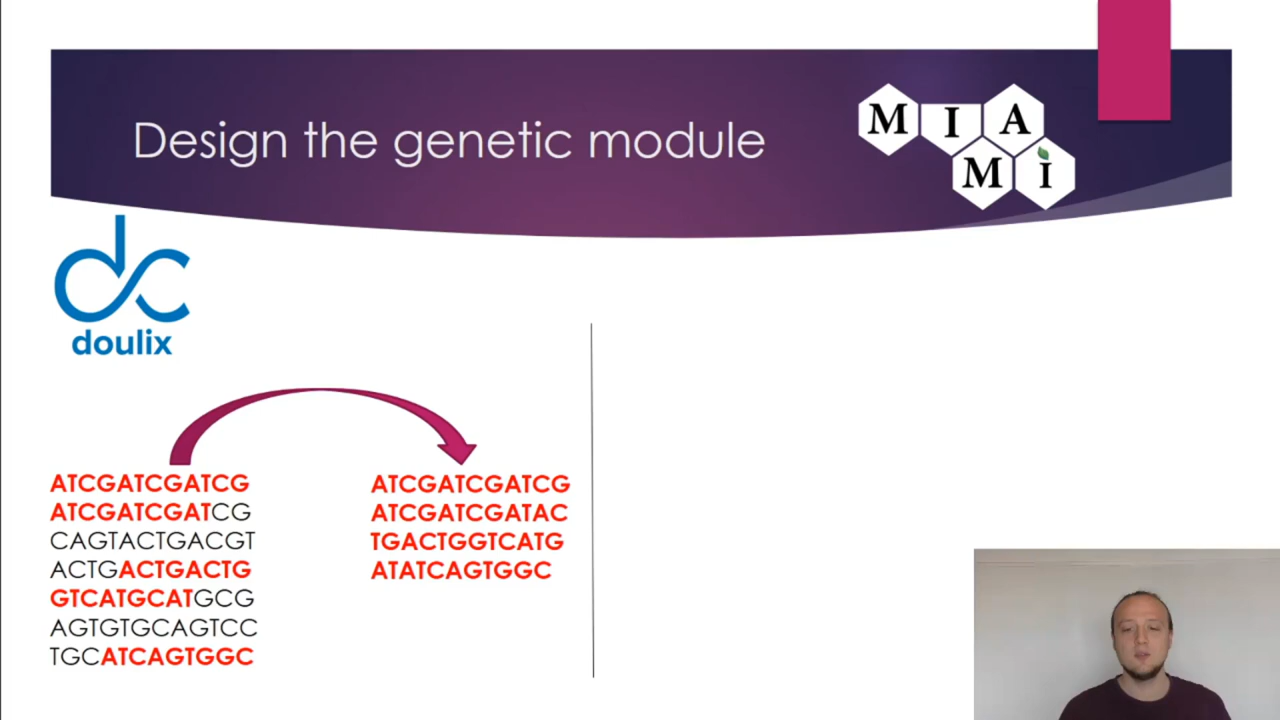 Design the genetic module
M I A
M i
doulix
ATCGATCGATCG
ATCGATCGATCG
CAGTACTGACGT
ACTGACTGACTG
GTCATGCATGCG
AGTGTGCAGTCC
TGCATCAGTGGC
ATCGATCGATCG
ATCGATCGATAC
TGACTGGTCATG
ATATCAGTGGC